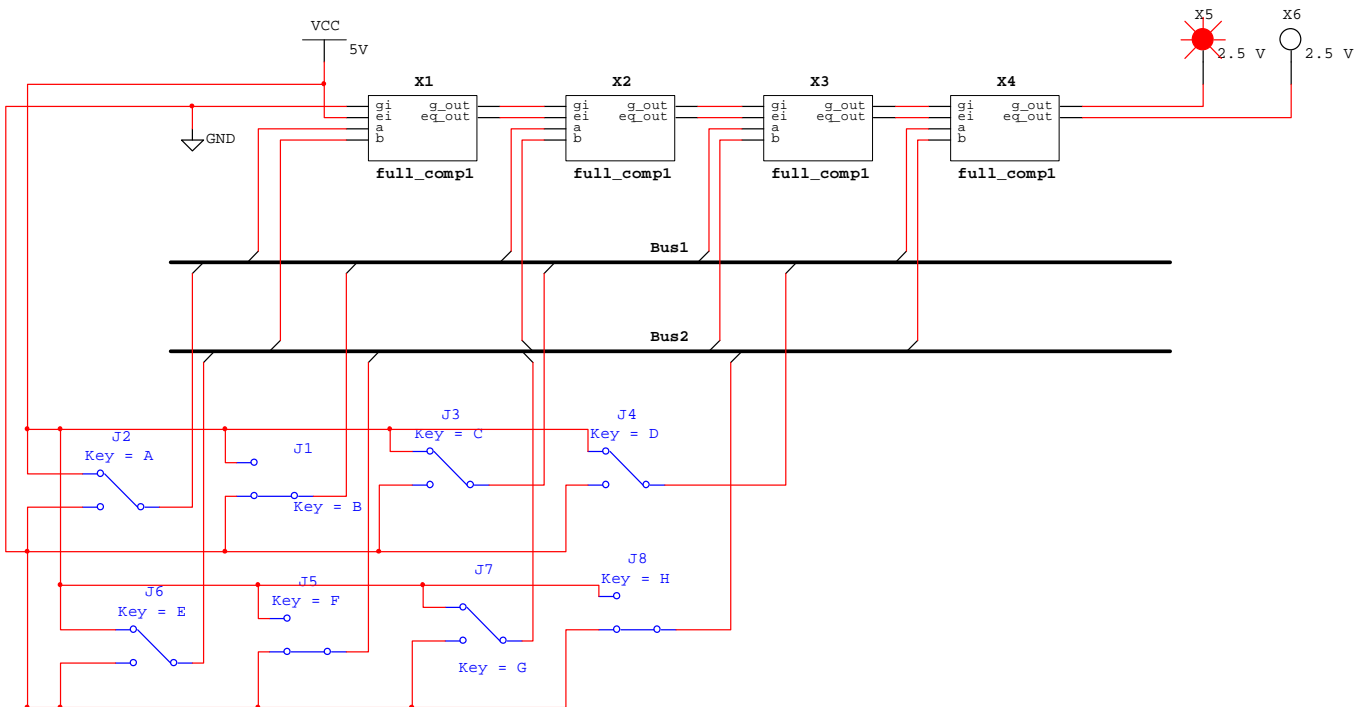 VCC
5V
X5
2.5 V
X6
2.5 V
X1
gi
ei
a
b
g_out
eq_out
full_comp1
X2
gi
ei
a
b
g_out
eq_out
full_comp1
X3
gi
ei
a
b
g_out
eq_out
full_comp1
X4
gi
ei
a
b
g_out
eq_out
full_comp1
GND
Bus1
Bus2
J2
Key = A
J1
Key = B
J3
Key = C
J4
Key = D
J6
Key = E
J5
Key = F
J7
Key = G
J8
Key = H